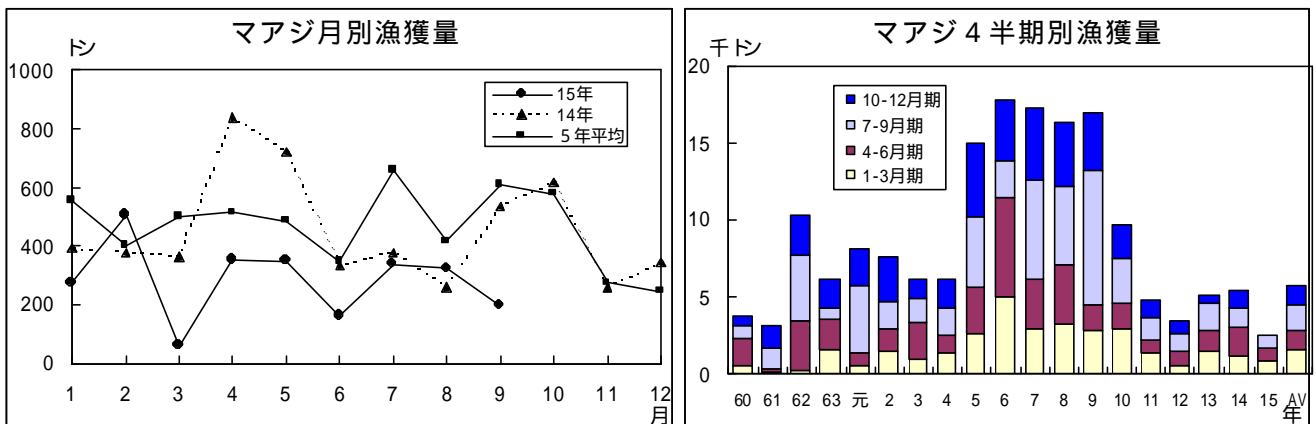 マアジ月別漁獲量
トン
1000
800
600
400
200
0
15年
14年
5年平均
1 2 3 4 5 6 7 8 9 10 11 12
月
マアジ4半期別漁獲量
千トン
20
15
10
5
0
10-12月期
7-9月期
4-6月期
1-3月期
60 61 62 63 元 2 3 4 5 6 7 8 9 10 11 12 13 14 15 AV
年